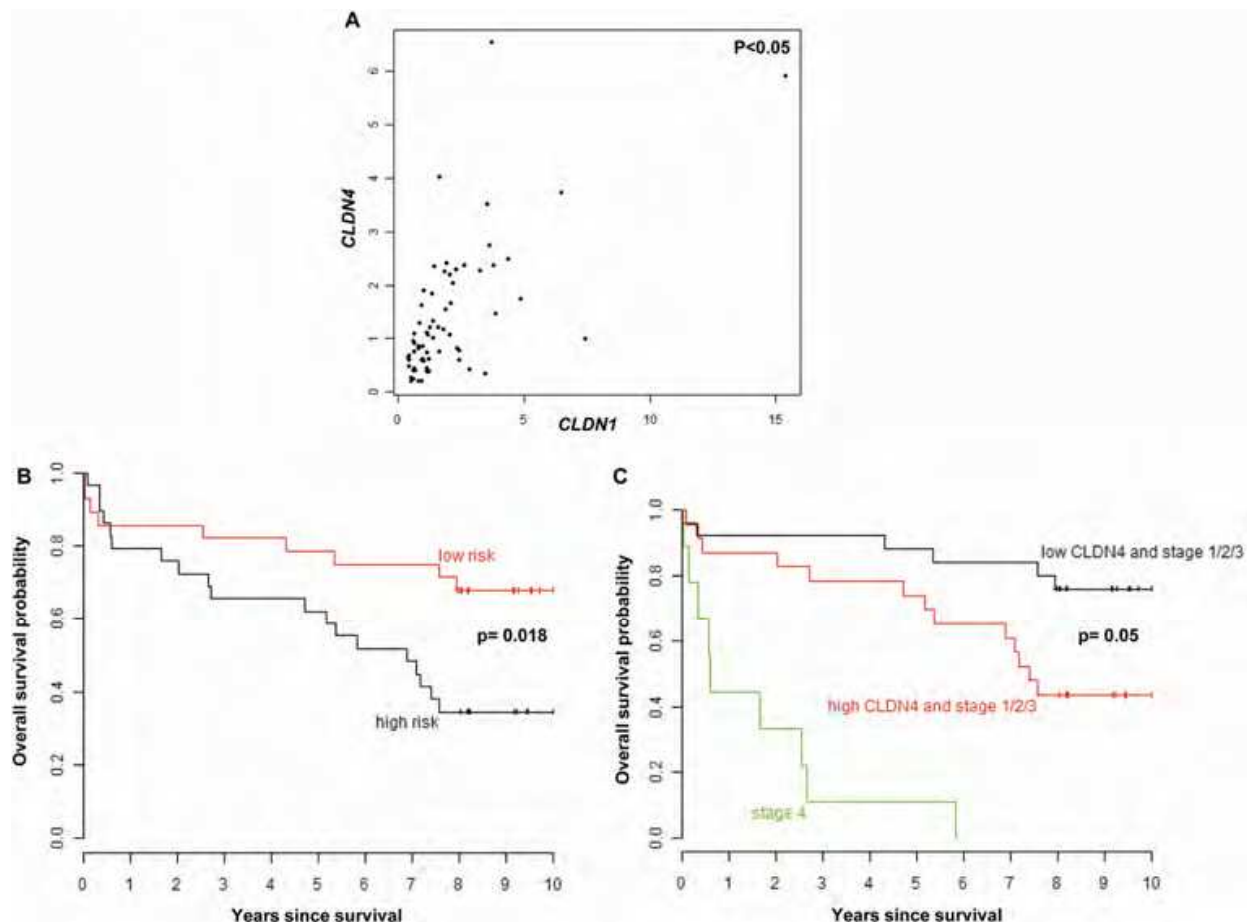 A
P<0.05
CLDN4
6
5
4
3
2
1
0
0 5 10 15
CLDN1
B
Overall survival probability
1.0
0.8
0.6
0.4
0.2
0.0
low risk
p= 0.018
high risk
0 1 2 3 4 5 6 7 8 9 10
Years since survival
C
Overall survival probability
1.0
0.8
0.6
0.4
0.2
0.0
low CLDN4 and stage 1/2/3
p= 0.05
high CLDN4 and stage 1/2/3
stage 4
0 1 2 3 4 5 6 7 8 9 10
Years since survival